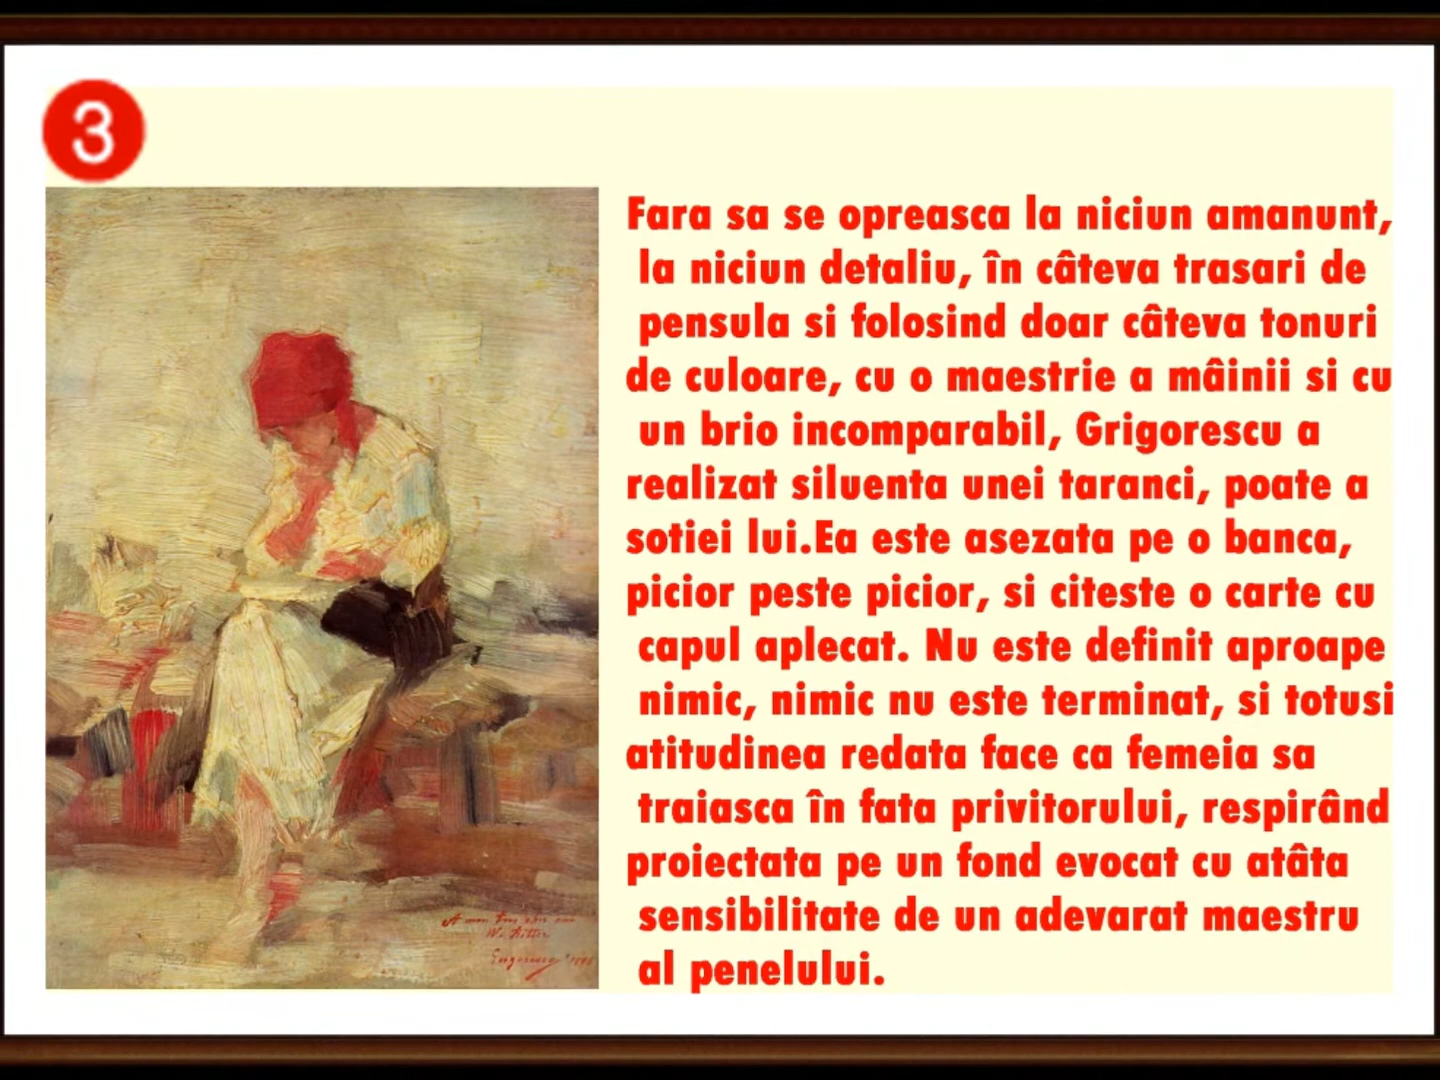 3
Fara sa se opreasca la niciun amanunt,
la niciun detaliu, în câteva trasari de
pensula si folosind doar câteva tonuri
de culoare, cu o maestrie a mâinii si cu
un brio incomparabil, Grigorescu a
realizat siluenta unei taranci, poate a
sotiei lui.Ea este asezata pe o banca,
picior peste picior, si citeste o carte cu
capul aplecat. Nu este definit aproape
nimic, nimic nu este terminat, si totusi
atitudinea redata face ca femeia sa
traiasca în fata privitorului, respirând
proiectata pe un fond evocat cu atâta
sensibilitate de un adevarat maestru
al penelului.
A mon
Ritter
Grigorescu